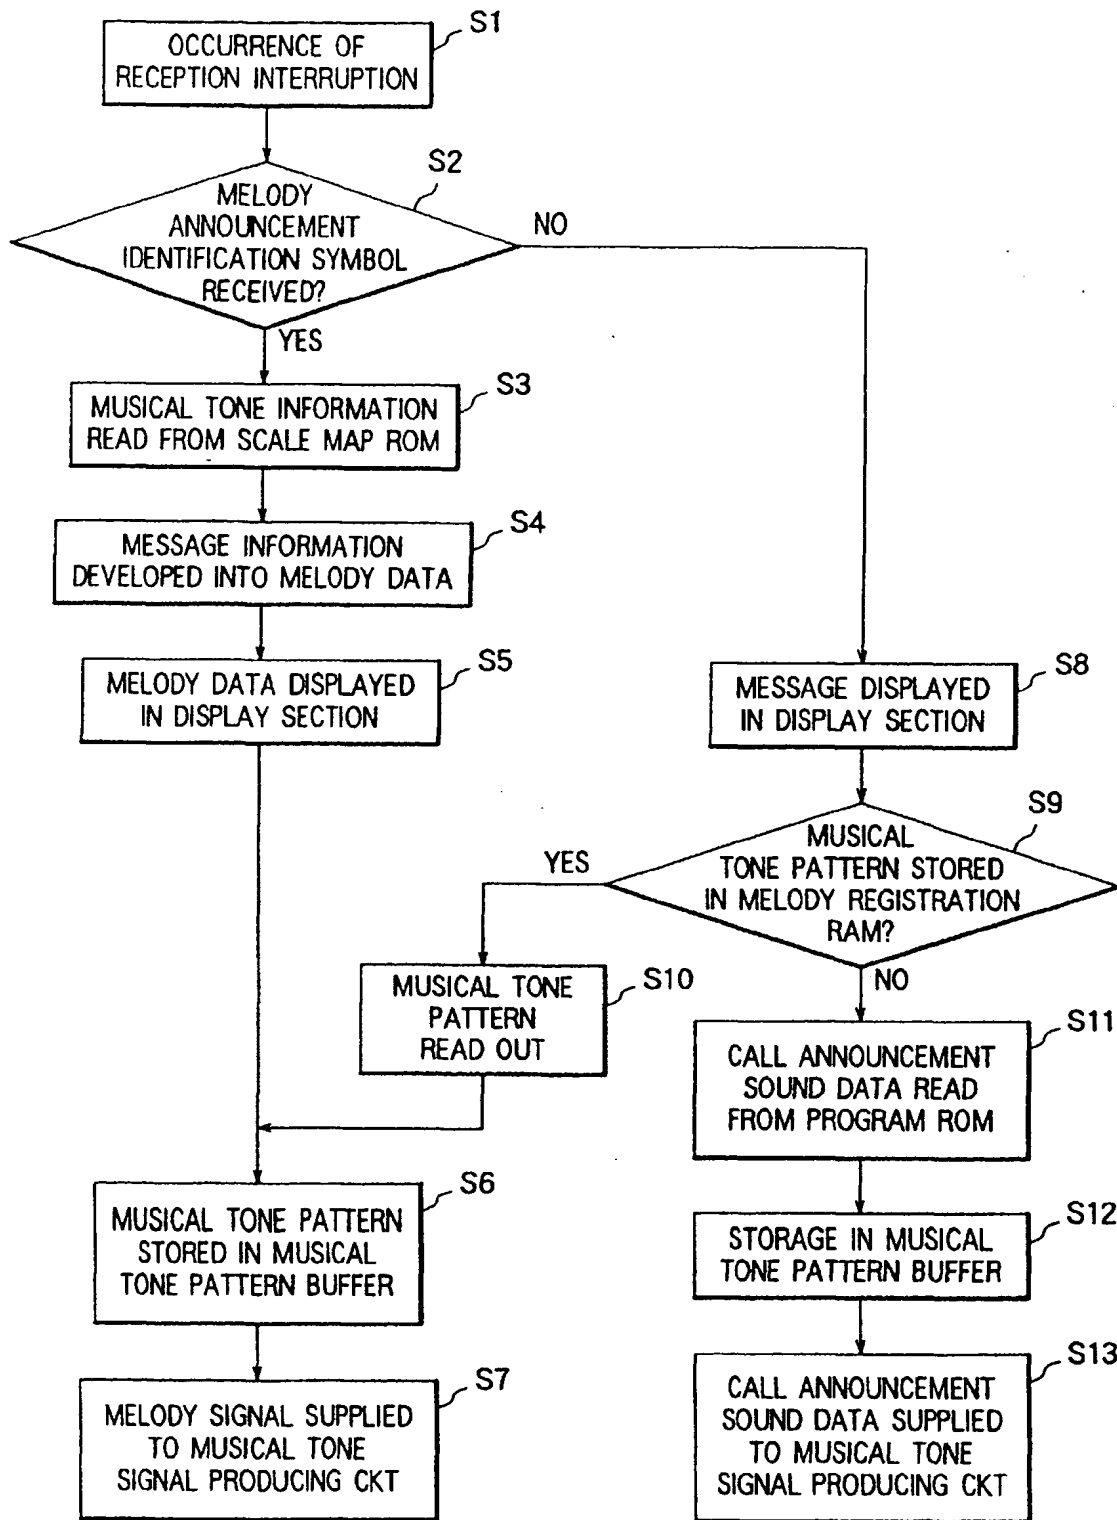 S1
OCCURRENCE OF
RECEPTION INTERRUPTION
S2
MELODY
ANNOUNCEMENT
IDENTIFICATION SYMBOL
RECEIVED?
NO
YES
S3
MUSICAL TONE INFORMATION
READ FROM SCALE MAP ROM
S4
MESSAGE INFORMATION
DEVELOPED INTO MELODY DATA
S5
MELODY DATA DISPLAYED
IN DISPLAY SECTION
S8
MESSAGE DISPLAYED
IN DISPLAY SECTION
S9
MUSICAL
TONE PATTERN STORED
IN MELODY REGISTRATION
RAM?
YES
NO
S10
MUSICAL TONE
PATTERN
READ OUT
S11
CALL ANNOUNCEMENT
SOUND DATA READ
FROM PROGRAM ROM
S6
MUSICAL TONE PATTERN
STORED IN MUSICAL
TONE PATTERN BUFFER
S12
STORAGE IN MUSICAL
TONE PATTERN BUFFER
S7
MELODY SIGNAL SUPPLIED
TO MUSICAL TONE
SIGNAL PRODUCING CKT
S13
CALL ANNOUNCEMENT
SOUND DATA SUPPLIED
TO MUSICAL TONE
SIGNAL PRODUCING CKT